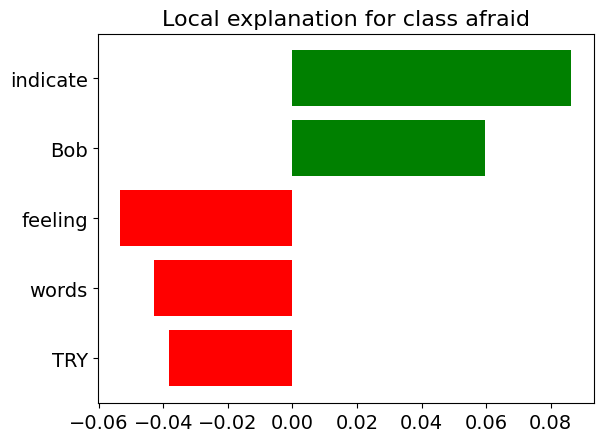 Local explanation for class afraid
indicate
Bob
feeling
words
TRY
−0.06 −0.04 −0.02 0.00 0.02 0.04 0.06 0.08